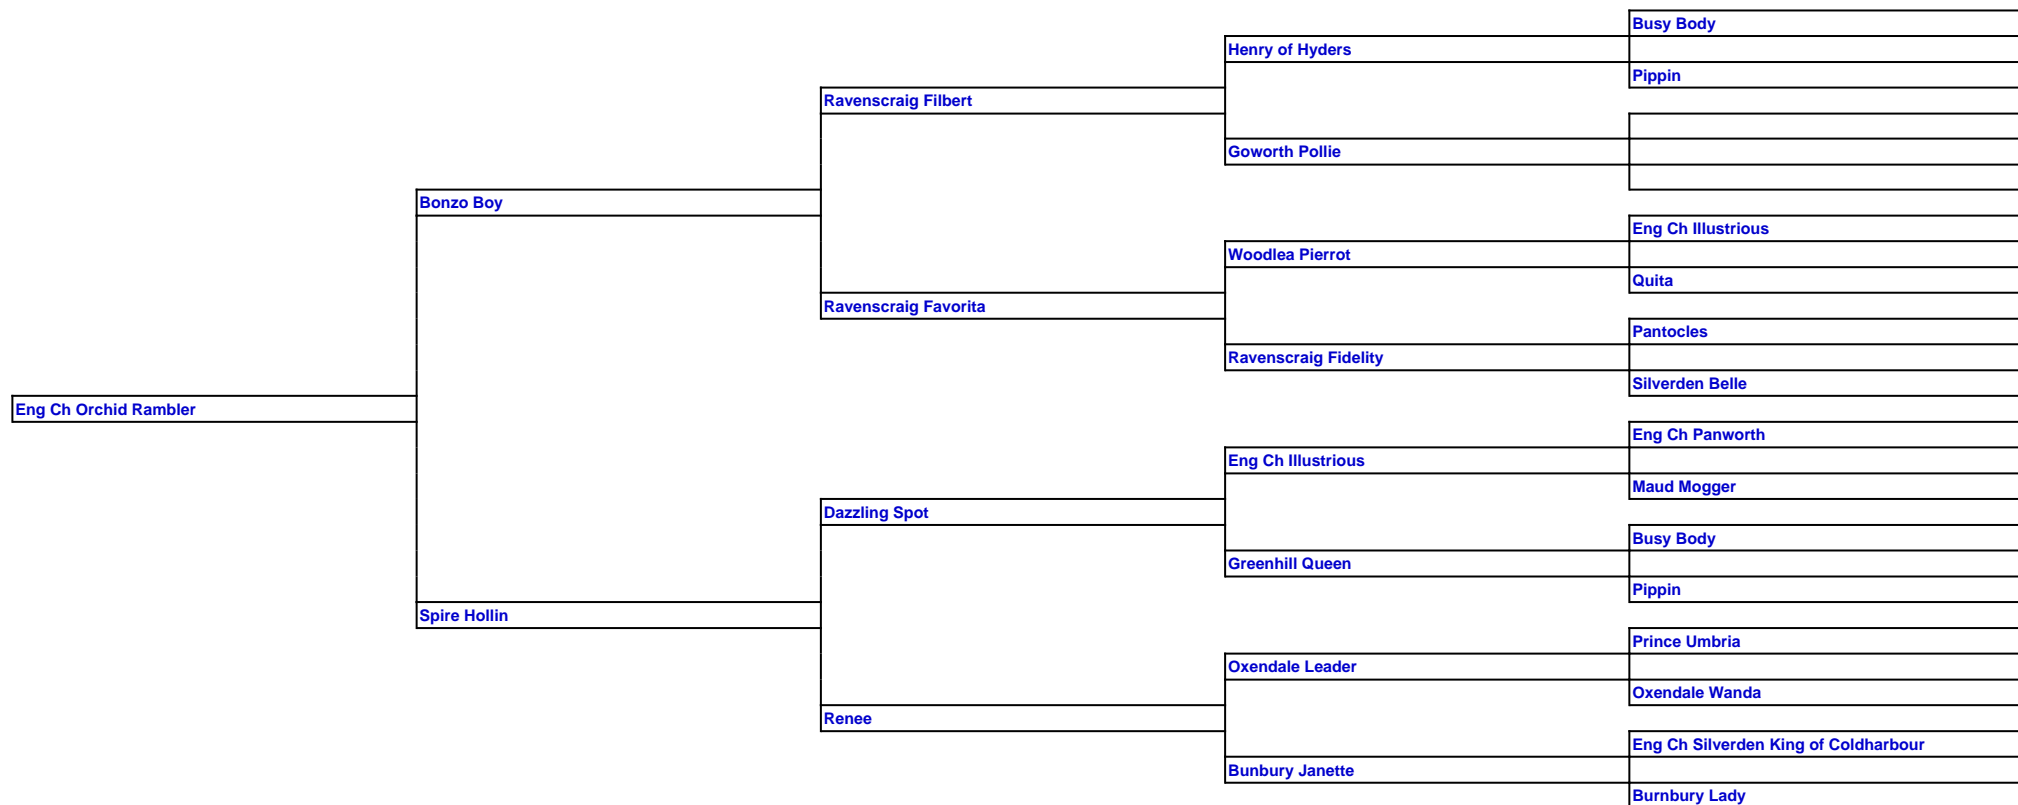 Busy Body
Henry of Hyders
Pippin
Ravenscraig Filbert
Goworth Pollie
Bonzo Boy
Eng Ch Illustrious
Woodlea Pierrot
Quita
Ravenscraig Favorita
Pantocles
Ravenscraig Fidelity
Silverden Belle
Eng Ch Orchid Rambler
Eng Ch Panworth
Eng Ch Illustrious
Maud Mogger
Dazzling Spot
Busy Body
Greenhill Queen
Pippin
Spire Hollin
Prince Umbria
Oxendale Leader
Oxendale Wanda
Renee
Eng Ch Silverden King of Coldharbour
Bunbury Janette
Burnbury Lady